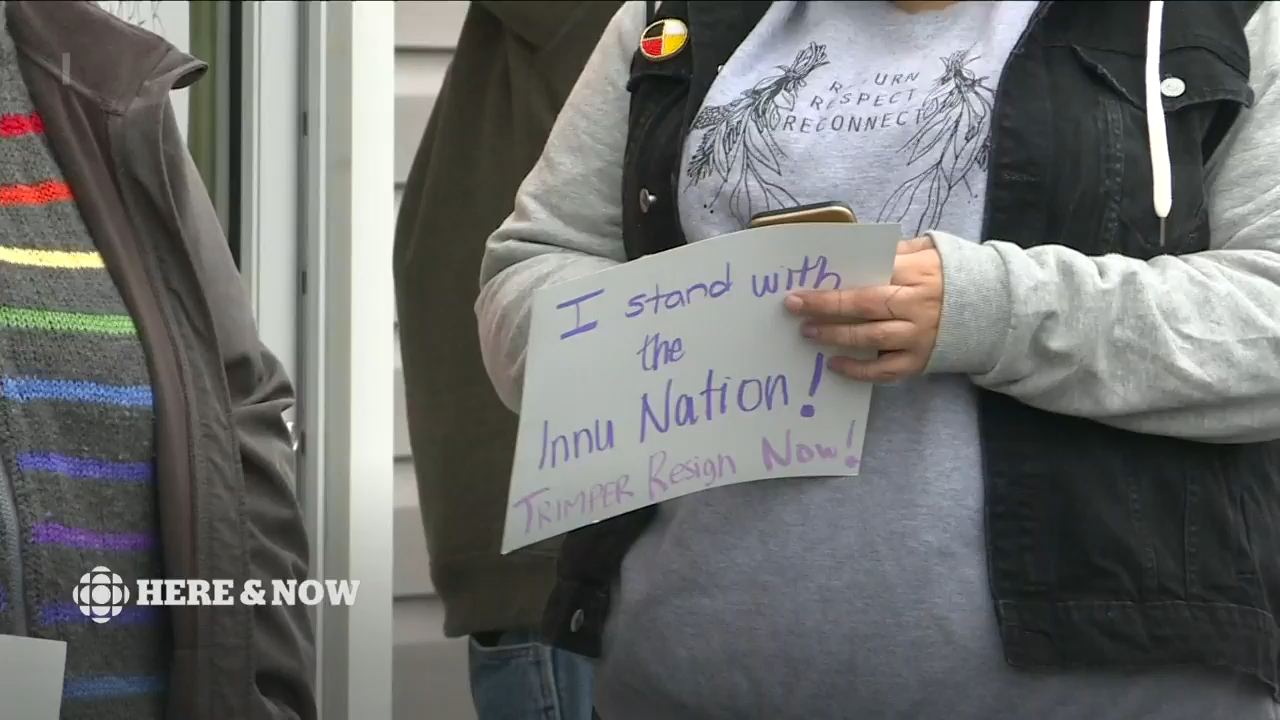 RESPECT
RECONNECT
I stand with
the
Innu Nation!
TRIMPER Resign Now!
HERE & NOW